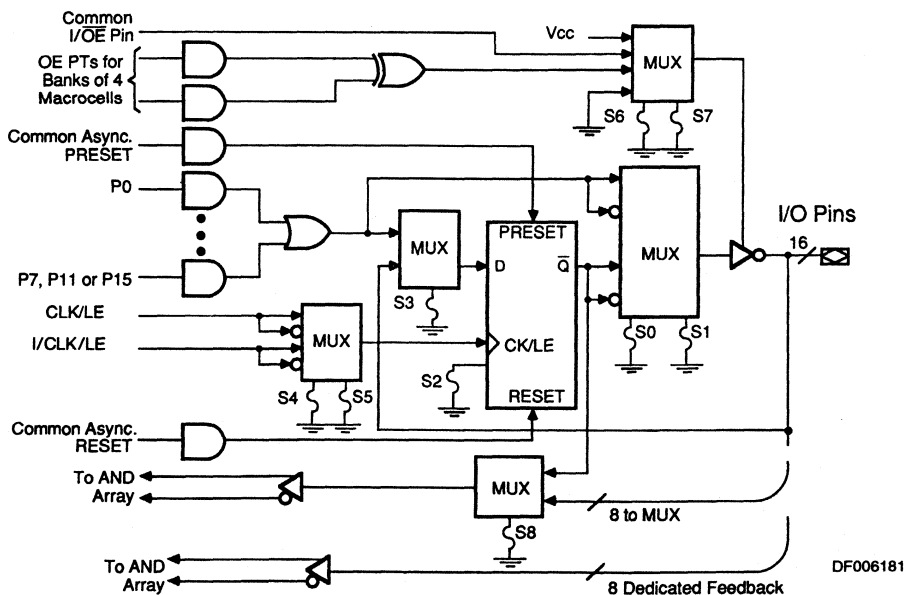 Common
I/OE Pin
OE PTs for
Banks of 4
Macrocells
Common Async.
PRESET
P0
P7, P11 or P15
CLK/LE
I/CLK/LE
Common Async.
RESET
To AND
Array
To AND
Array
Vcc
MUX
S6
S7
MUX
S3
PRESET
D
Q
CK/LE
RESET
S2
MUX
S4
S5
MUX
S0
S1
I/O Pins
16
MUX
S8
8 to MUX
8 Dedicated Feedback
DF006181